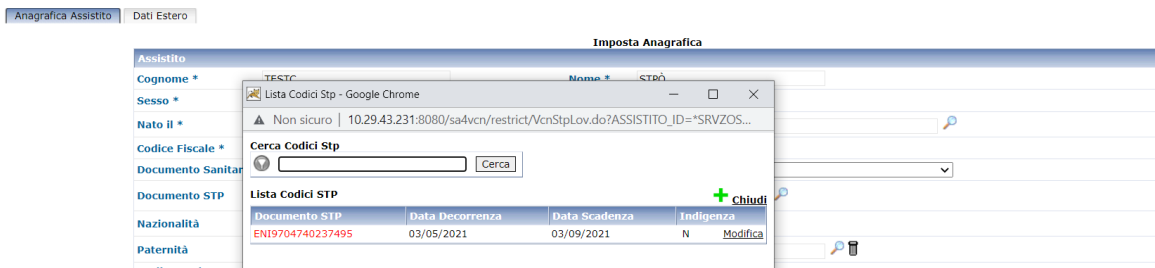 Anagrafica Assistito Dati Estero
Imposta Anagrafica
Assistito
Cognome * TESTC Nome * STPÒ
Sesso *
Nato il *
Codice Fiscale *
Documento Sanitar
Documento STP
Nazionalità
Paternità
Lista Codici Stp - Google Chrome
Non sicuro | 10.29.43.231:8080/sa4vcn/restrict/VcnStpLov.do?ASSISTITO_ID=*SRVZOS...
Cerca Codici Stp
Cerca
Lista Codici STP Chiudi
Documento STP Data Decorrenza Data Scadenza Indigenza
ENI9704740237495 03/05/2021 03/09/2021 N Modifica